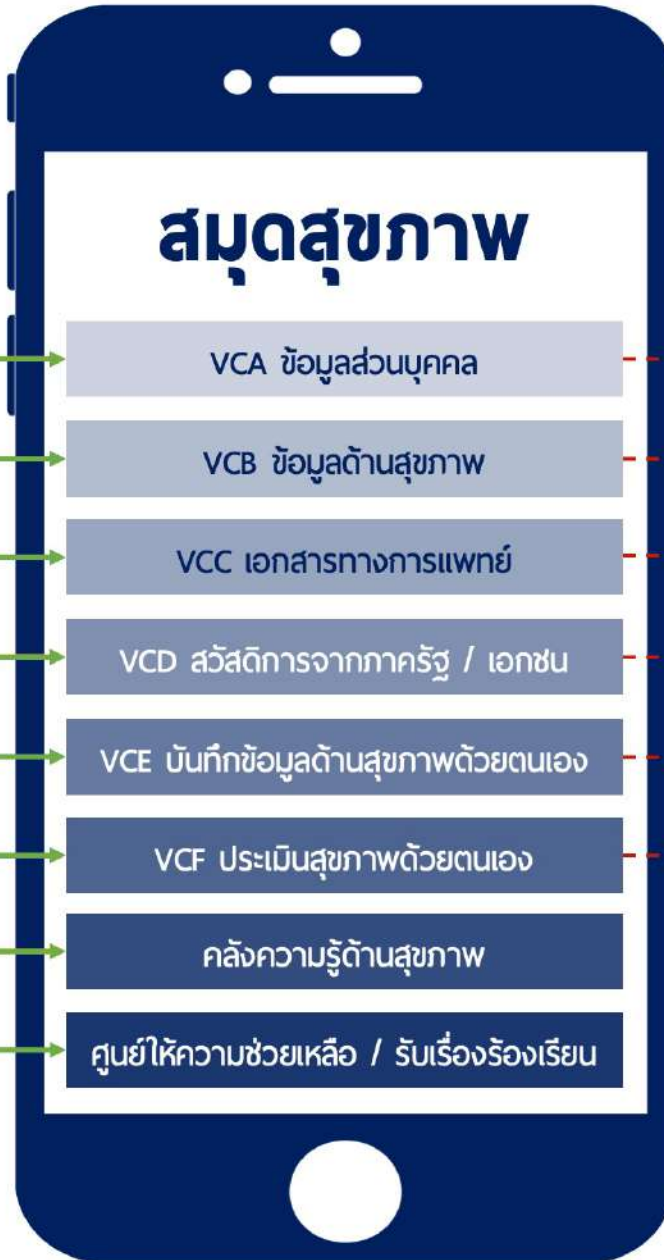 สมุดสุขภาพ
VCA ข้อมูลส่วนบุคคล
VCB ข้อมูลด้านสุขภาพ
VCC เอกสารทางการแพทย์
VCD สวัสดิการจากภาครัฐ / เอกชน
VCE บันทึกข้อมูลด้านสุขภาพด้วยตนเอง
VCF ประเมินสุขภาพด้วยตนเอง
คลังความรู้ด้านสุขภาพ
ศูนย์ให้ความช่วยเหลือ / รับเรื่องร้องเรียน